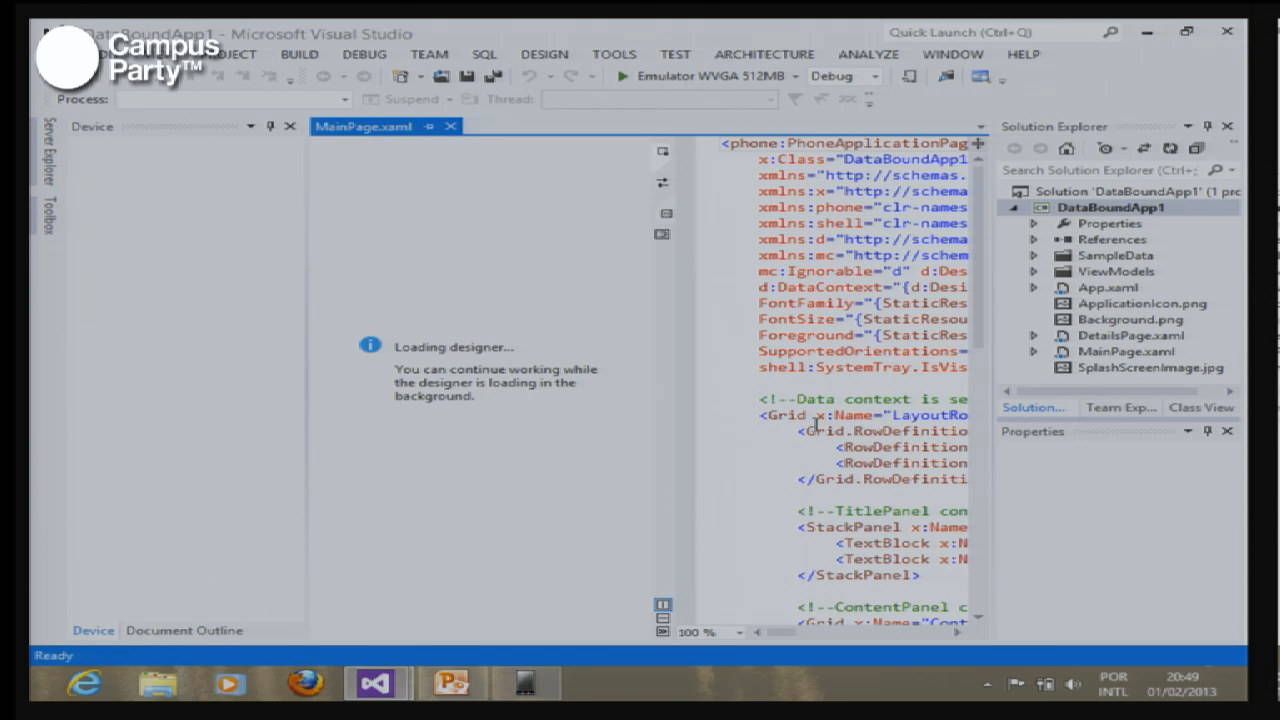 Campus
Party™
DataBoundApp1 - Microsoft Visual Studio
Quick Launch (Ctrl+Q)
BUILD DEBUG TEAM SQL DESIGN TOOLS TEST ARCHITECTURE ANALYZE WINDOW HELP
Emulator WVGA 512MB
Debug
Process:
Suspend
Thread:
Server Explorer
Toolbox
Device
MainPage.xaml
Loading designer...
You can continue working while
the designer is loading in the
background.
<phone:PhoneApplicationPag
x:Class="DataBoundApp1
xmlns="http://schemas.
xmlns:x="http://schema
xmlns:phone="clr-names
xmlns:shell="clr-names
xmlns:d="http://schema
xmlns:mc="http://schem
mc:Ignorable="d" d:Des
d:DataContext="{d:Desi
FontFamily="{StaticRes
FontSize="{StaticResou
Foreground="{StaticRes
SupportedOrientations=
shell:SystemTray.IsVis
<!--Data context is se
<Grid x:Name="LayoutRo
<Grid.RowDefinitio
<RowDefinition
<RowDefinition
</Grid.RowDefiniti
<!--TitlePanel con
<StackPanel x:Name
<TextBlock x:N
<TextBlock x:N
</StackPanel>
<!--ContentPanel c
<Grid x:Name="Cont
100 %
Solution Explorer
Search Solution Explorer (Ctrl+;
Solution 'DataBoundApp1' (1 pro
DataBoundApp1
Properties
References
SampleData
ViewModels
App.xaml
ApplicationIcon.png
Background.png
DetailsPage.xaml
MainPage.xaml
SplashScreenImage.jpg
Solution... Team Exp... Class View
Properties
Device Document Outline
Ready
POR
INTL
20:49
01/02/2013